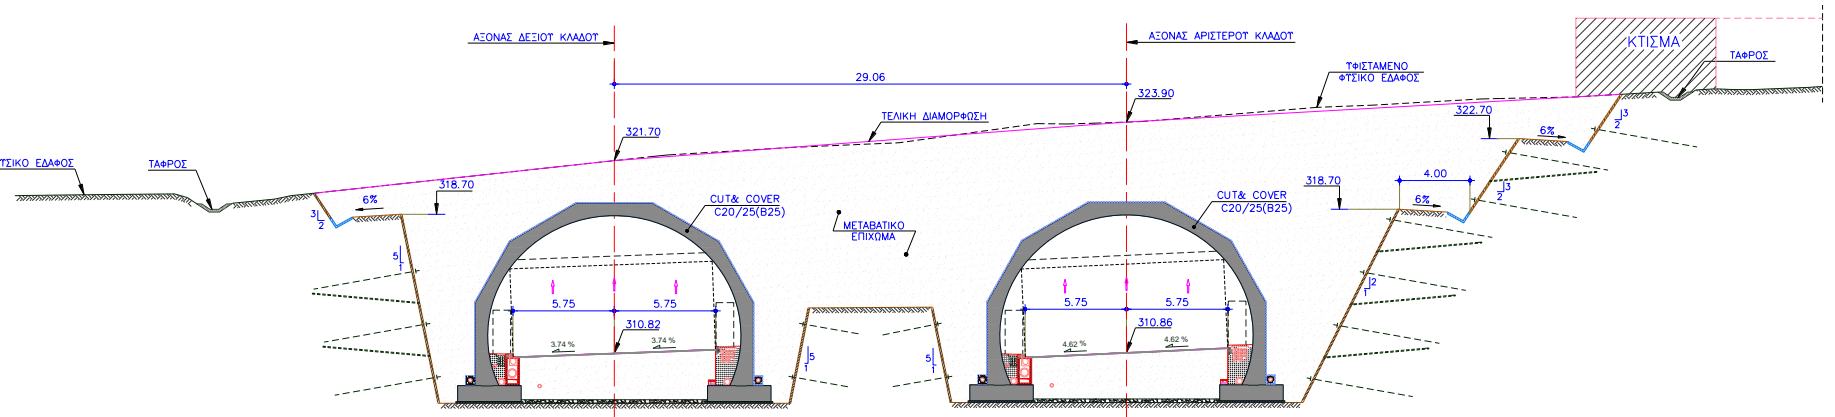 ΑΞΟΝΑΣ ΔΕΞΙΟΥ ΚΛΑΔΟΥ
ΑΞΟΝΑΣ ΑΡΙΣΤΕΡΟΥ ΚΛΑΔΟΥ
ΚΤΙΣΜΑ
ΤΑΦΡΟΣ
29.06
ΥΦΙΣΤΑΜΕΝΟ
ΦΥΣΙΚΟ ΕΔΑΦΟΣ
323.90
ΤΕΛΙΚΗ ΔΙΑΜΟΡΦΩΣΗ
322.70
6%
3
2
321.70
ΥΣΙΚΟ ΕΔΑΦΟΣ
ΤΑΦΡΟΣ
4.00
318.70
6%
3
2
318.70
6%
3
2
CUT& COVER
C20/25(B25)
CUT& COVER
C20/25(B25)
ΜΕΤΑΒΑΤΙΚΟ
ΕΠΙΧΩΜΑ
5
1
2
1
5.75
5.75
5.75
5.75
310.82
310.86
3.74 %
3.74 %
4.62 %
4.62 %
5
1
5
1